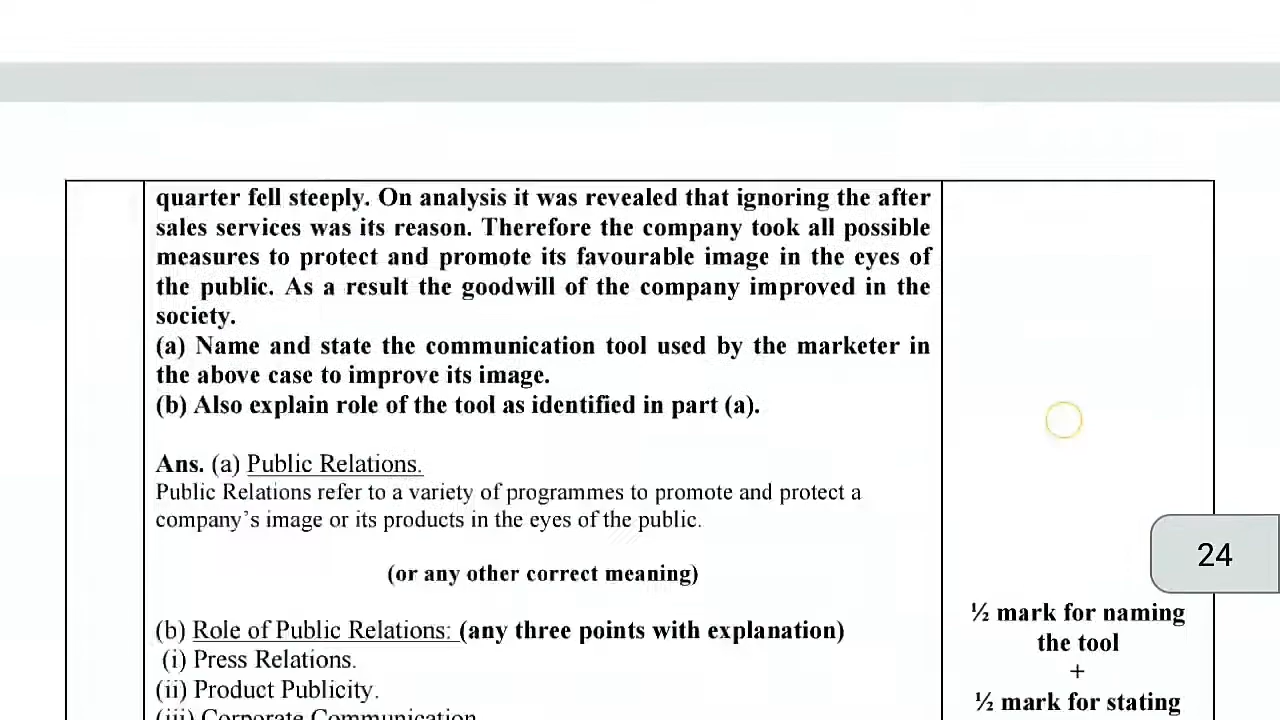 quarter fell steeply. On analysis it was revealed that ignoring the after
sales services was its reason. Therefore the company took all possible
measures to protect and promote its favourable image in the eyes of
the public. As a result the goodwill of the company improved in the
society.
(a) Name and state the communication tool used by the marketer in
the above case to improve its image.
(b) Also explain role of the tool as identified in part (a).
Ans. (a) Public Relations.
Public Relations refer to a variety of programmes to promote and protect a
company's image or its products in the eyes of the public.
(or any other correct meaning)
(b) Role of Public Relations: (any three points with explanation)
(i) Press Relations.
(ii) Product Publicity.
(iii) Corporate Communication
24
½ mark for naming
the tool
+
½ mark for stating